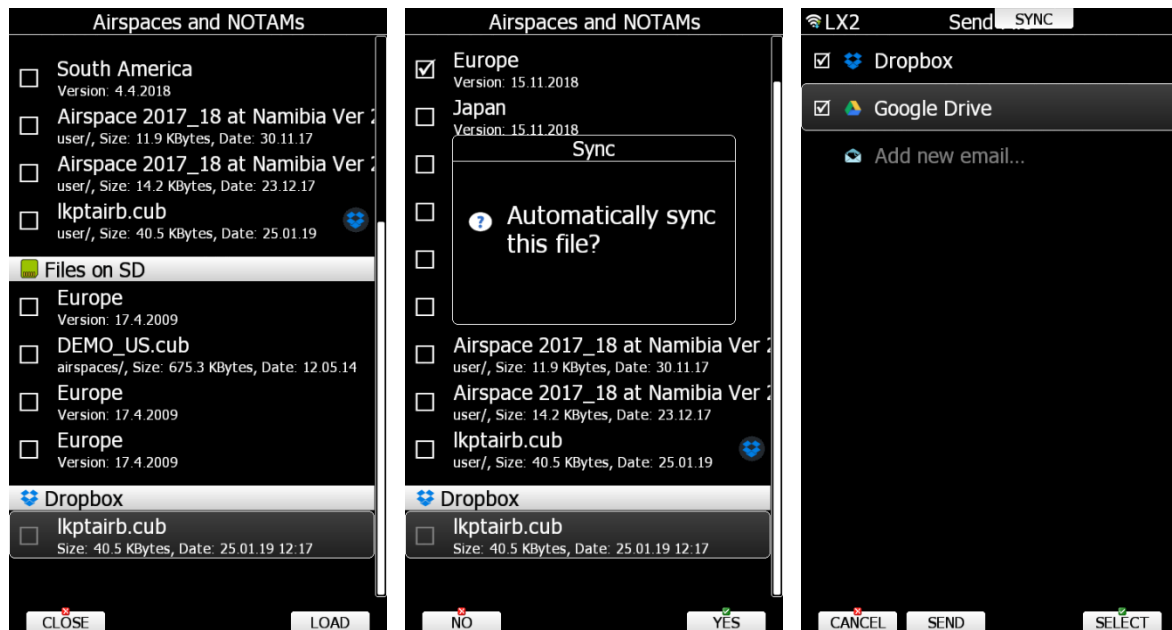 Airspaces and NOTAMs
South America
Version: 4.4.2018
Airspace 2017_18 at Namibia Ver
user/, Size: 11.9 KBytes, Date: 30.11.17
Airspace 2017_18 at Namibia Ver
user/, Size: 14.2 KBytes, Date: 23.12.17
lkptairb.cub
user/, Size: 40.5 KBytes, Date: 25.01.19
Files on SD
Europe
Version: 17.4.2009
DEMO_US.cub
airspaces/, Size: 675.3 KBytes, Date: 12.05.14
Europe
Version: 17.4.2009
Europe
Version: 17.4.2009
Dropbox
lkptairb.cub
Size: 40.5 KBytes, Date: 25.01.19 12:17
CLOSE
LOAD
Airspaces and NOTAMs
Europe
Version: 15.11.2018
Japan
Version: 15.11.2018
Sync
? Automatically sync
this file?
Airspace 2017_18 at Namibia Ver
user/, Size: 11.9 KBytes, Date: 30.11.17
Airspace 2017_18 at Namibia Ver
user/, Size: 14.2 KBytes, Date: 23.12.17
lkptairb.cub
user/, Size: 40.5 KBytes, Date: 25.01.19
Dropbox
lkptairb.cub
Size: 40.5 KBytes, Date: 25.01.19 12:17
NO
YES
LX2 Send
SYNC
Dropbox
Google Drive
Add new email...
CANCEL
SEND
SELECT